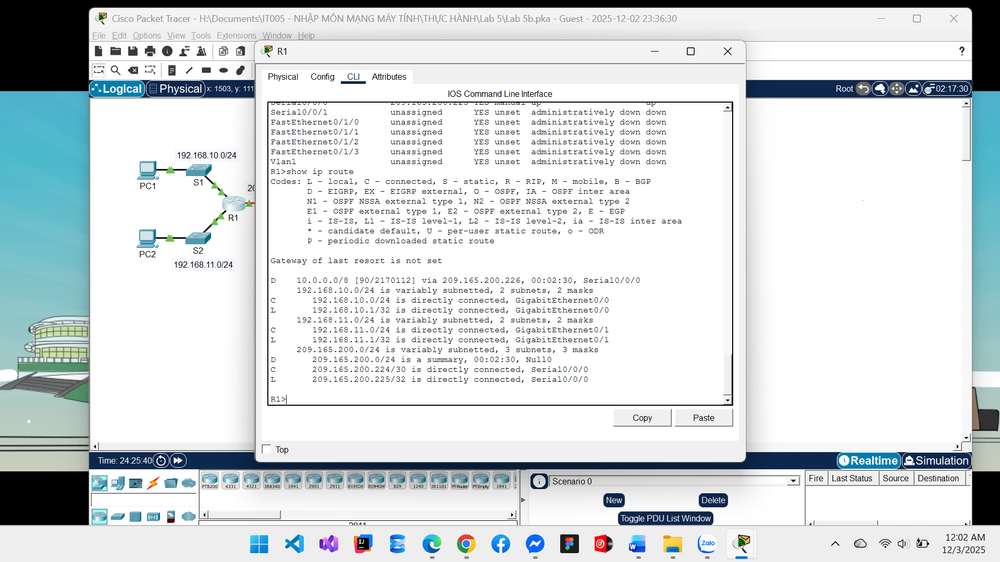 Cisco Packet Tracer - H:\Documents\IT005 - NHẬP MÔN MẠNG MÁY TÍNH\THỰC HÀNH\Lab 5\Lab 5b.pka - Guest - 2025-12-02 23:36:30
File Edit Options View Tools Extensions Window Help
R1
?
Physical Config CLI Attributes
Logical Physical x: 1503, y: 111
Root 02:17:30
IOS Command Line Interface
Serial0/0/0 209.165.200.225 YES manual up up
Serial0/0/1 unassigned YES unset administratively down down
FastEthernet0/1/0 unassigned YES unset administratively down down
FastEthernet0/1/1 unassigned YES unset administratively down down
FastEthernet0/1/2 unassigned YES unset administratively down down
FastEthernet0/1/3 unassigned YES unset administratively down down
Vlan1 unassigned YES unset administratively down down
R1>show ip route
Codes: L - local, C - connected, S - static, R - RIP, M - mobile, B - BGP
D - EIGRP, EX - EIGRP external, O - OSPF, IA - OSPF inter area
N1 - OSPF NSSA external type 1, N2 - OSPF NSSA external type 2
E1 - OSPF external type 1, E2 - OSPF external type 2, E - EGP
i - IS-IS, L1 - IS-IS level-1, L2 - IS-IS level-2, ia - IS-IS inter area
* - candidate default, U - per-user static route, o - ODR
P - periodic downloaded static route
Gateway of last resort is not set
D 10.0.0.0/8 [90/2170112] via 209.165.200.226, 00:02:30, Serial0/0/0
192.168.10.0/24 is variably subnetted, 2 subnets, 2 masks
C 192.168.10.0/24 is directly connected, GigabitEthernet0/0
L 192.168.10.1/32 is directly connected, GigabitEthernet0/0
192.168.11.0/24 is variably subnetted, 2 subnets, 2 masks
C 192.168.11.0/24 is directly connected, GigabitEthernet0/1
L 192.168.11.1/32 is directly connected, GigabitEthernet0/1
209.165.200.0/24 is variably subnetted, 3 subnets, 3 masks
D 209.165.200.0/24 is a summary, 00:02:30, Null0
C 209.165.200.224/30 is directly connected, Serial0/0/0
L 209.165.200.225/32 is directly connected, Serial0/0/0
R1>
Copy Paste
Top
192.168.10.0/24
PC1
S1
20
R1
PC2
S2
192.168.11.0/24
Time: 24:25:40
Realtime Simulation
PT8200 4331 4321 IR8340 1941 2901 2911 819IOX 819HGW 829 1240 IR1101 PT-Router PT-Empty 1841
2911
Scenario 0
New Delete
Toggle PDU List Window
Fire Last Status Source Destination
Zalo
12:02 AM
12/3/2025